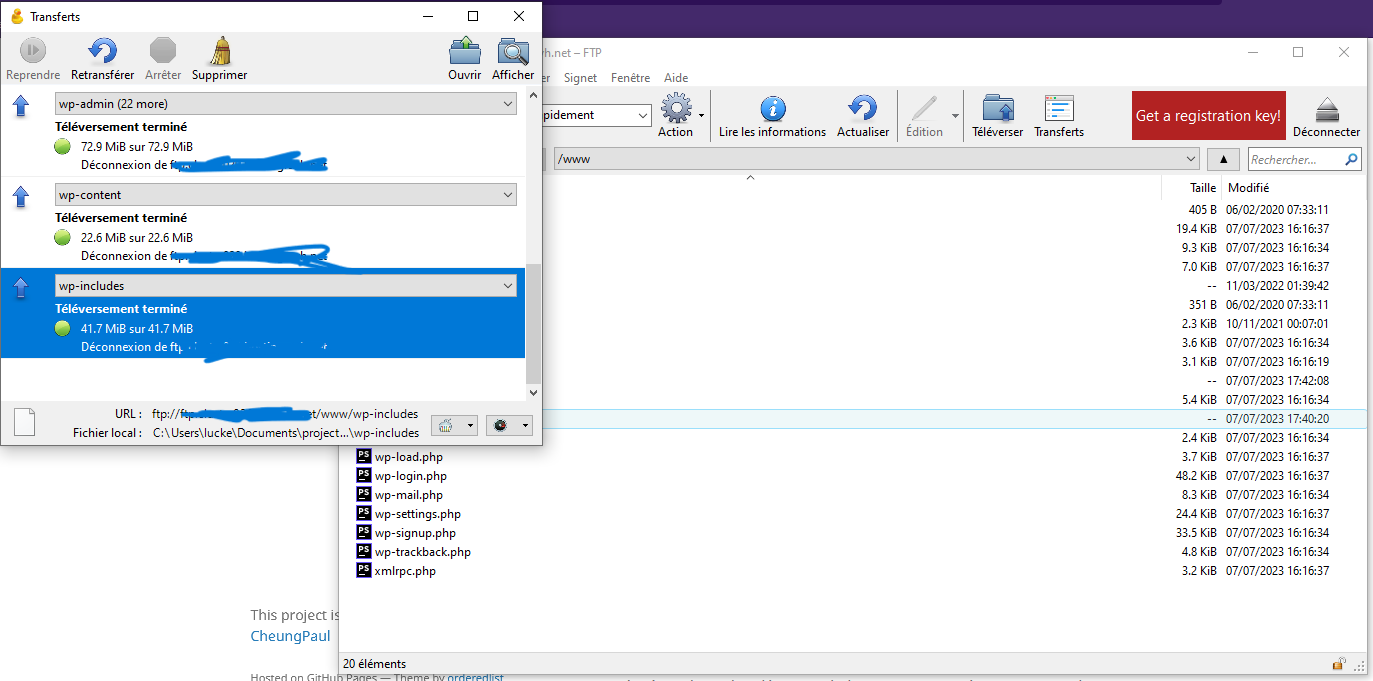 Transferts
Reprendre Retransférer Arrêter Supprimer Ouvrir Afficher
wp-admin (22 more)
Téléversement terminé
72.9 MiB sur 72.9 MiB
Déconnexion de
wp-content
Téléversement terminé
22.6 MiB sur 22.6 MiB
Déconnexion de
wp-includes
Téléversement terminé
41.7 MiB sur 41.7 MiB
Déconnexion de ftp
URL : ftp://ftp et/www/wp-includes
Fichier local : C:\Users\lucke\Documents\project...\wp-includes
h.net – FTP
er Signet Fenêtre Aide
pidement
Action
Lire les informations
Actualiser
Édition
Téléverser
Transferts
Get a registration key!
Déconnecter
/www
Rechercher...
Taille Modifié
405 B 06/02/2020 07:33:11
19.4 KiB 07/07/2023 16:16:37
9.3 KiB 07/07/2023 16:16:34
7.0 KiB 07/07/2023 16:16:37
-- 11/03/2022 01:39:42
351 B 06/02/2020 07:33:11
2.3 KiB 10/11/2021 00:07:01
3.6 KiB 07/07/2023 16:16:34
3.1 KiB 07/07/2023 16:16:19
-- 07/07/2023 17:42:08
5.4 KiB 07/07/2023 16:16:34
-- 07/07/2023 17:40:20
2.4 KiB 07/07/2023 16:16:34
wp-load.php 3.7 KiB 07/07/2023 16:16:37
wp-login.php 48.2 KiB 07/07/2023 16:16:37
wp-mail.php 8.3 KiB 07/07/2023 16:16:34
wp-settings.php 24.4 KiB 07/07/2023 16:16:37
wp-signup.php 33.5 KiB 07/07/2023 16:16:34
wp-trackback.php 4.8 KiB 07/07/2023 16:16:34
xmlrpc.php 3.2 KiB 07/07/2023 16:16:37
20 éléments
This project is
CheungPaul
Hosted on GitHub Pages — Theme by orderedlist